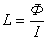 L = Φ / I